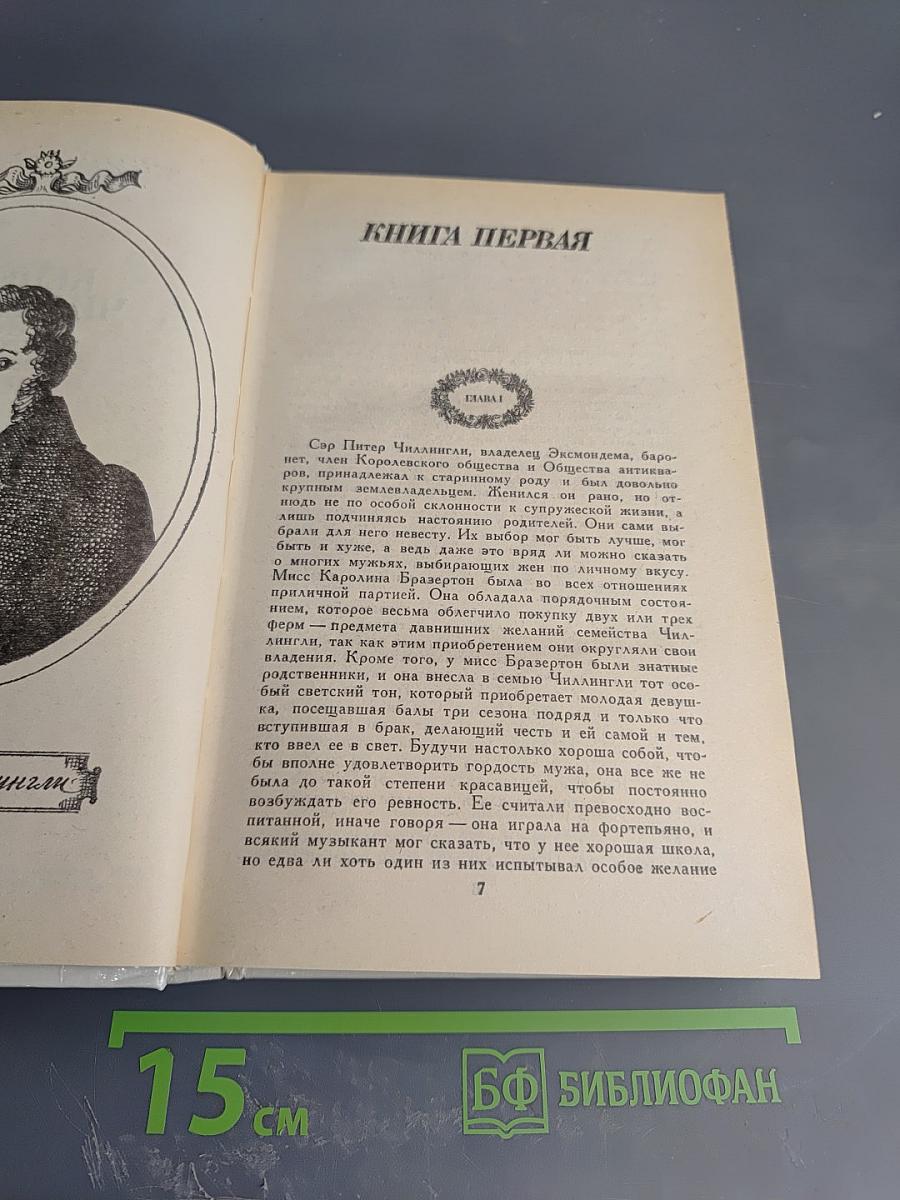 нгли
КНИГА ПЕРВАЯ
ГЛАВА I
Сэр Питер Чиллингли, владелец Эксмондема, баро-
нет, член Королевского общества и Общества антиква-
ров, принадлежал к старинному роду и был довольно
крупным землевладельцем. Женился он рано, но от-
нюдь не по особой склонности к супружеской жизни, а
лишь подчиняясь настоянию родителей. Они сами вы-
брали для него невесту. Их выбор мог быть лучше, мог
быть и хуже, а ведь даже это вряд ли можно сказать
о многих мужьях, выбирающих жен по личному вкусу.
Мисс Каролина Бразертон была во всех отношениях
приличной партией. Она обладала порядочным состоя-
нием, которое весьма облегчило покупку двух или трех
ферм — предмета давнишних желаний семейства Чил-
лингли, так как этим приобретением они округляли свои
владения. Кроме того, у мисс Бразертон были знатные
родственники, и она внесла в семью Чиллингли тот осо-
бый светский тон, который приобретает молодая девуш-
ка, посещавшая балы три сезона подряд и только что
вступившая в брак, делающий честь и ей самой и тем,
кто ввел ее в свет. Будучи настолько хороша собой, что-
бы вполне удовлетворить гордость мужа, она все же не
была до такой степени красавицей, чтобы постоянно
возбуждать его ревность. Ее считали превосходно вос-
питанной, иначе говоря — она играла на фортепьяно, и
всякий музыкант мог сказать, что у нее хорошая школа,
но едва ли хоть один из них испытывал особое желание
7
15 см
БФ БИБЛИОФАН